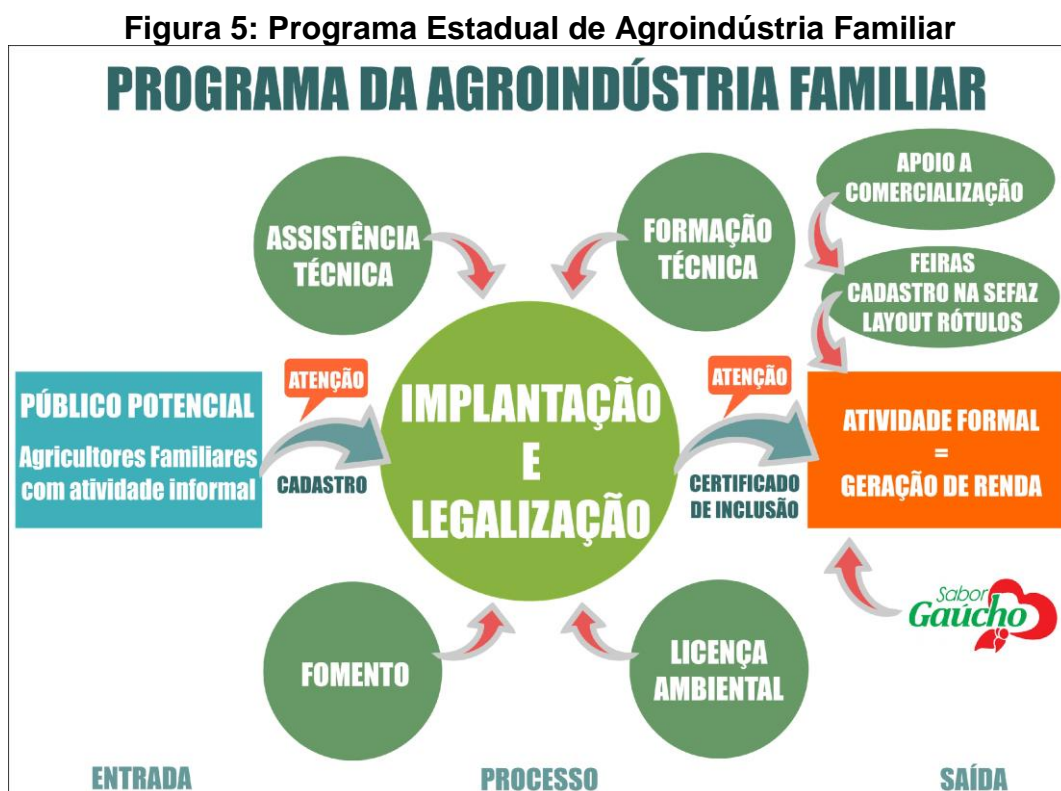 Figura 5: Programa Estadual de Agroindústria Familiar
PROGRAMA DA AGROINDÚSTRIA FAMILIAR
ASSISTÊNCIA
TÉCNICA
FORMAÇÃO
TÉCNICA
APOIO A
COMERCIALIZAÇÃO
FEIRAS
CADASTRO NA SEFAZ
LAYOUT RÓTULOS
PÚBLICO POTENCIAL
Agricultores Familiares
com atividade informal
ATENÇÃO
CADASTRO
IMPLANTAÇÃO
E
LEGALIZAÇÃO
ATENÇÃO
CERTIFICADO
DE INCLUSÃO
ATIVIDADE FORMAL
=
GERAÇÃO DE RENDA
Sabor
Gaúcho
FOMENTO
LICENÇA
AMBIENTAL
ENTRADA
PROCESSO
SAÍDA